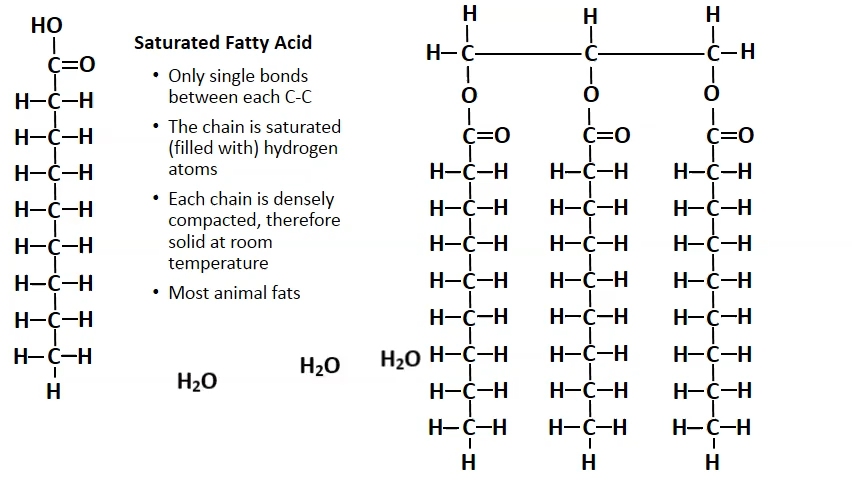 HO
C=O
H–C–H
H–C–H
H–C–H
H–C–H
H–C–H
H–C–H
H–C–H
H–C–H
H
Saturated Fatty Acid
• Only single bonds
between each C-C
• The chain is saturated
(filled with) hydrogen
atoms
• Each chain is densely
compacted, therefore
solid at room
temperature
• Most animal fats
H₂O
H₂O
H₂O
H H H
H–C C C–H
O O O
C=O C=O C=O
H–C–H H–C–H H–C–H
H–C–H H–C–H H–C–H
H–C–H H–C–H H–C–H
H–C–H H–C–H H–C–H
H–C–H H–C–H H–C–H
H–C–H H–C–H H–C–H
H–C–H H–C–H H–C–H
H–C–H H–C–H H–C–H
H H H